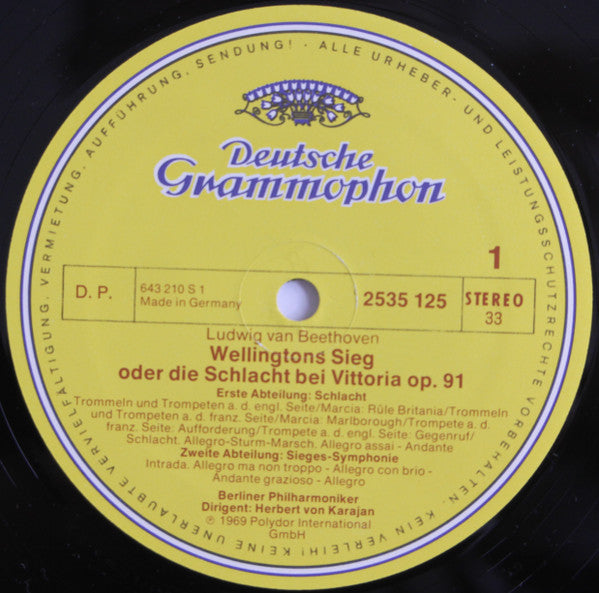 ALLE URHEBER- UND LEISTUNGSSCHUTZRECHTE VORBEHALTEN. KEIN VERLEIH! KEINE UNERLAUBTE VERVIELFÄLTIGUNG, VERMIETUNG, AUFFÜHRUNG, SENDUNG! -
Deutsche
Grammophon
1
D. P.
643 210 S 1
Made in Germany
2535 125
STEREO
33
Ludwig van Beethoven
Wellingtons Sieg
oder die Schlacht bei Vittoria op. 91
Erste Abteilung: Schlacht
Trommeln und Trompeten a. d. engl. Seite/Marcia: Rûle Britania/Trommeln
und Trompeten a. d. franz. Seite/Marcia: Marlborough/Trompete a. d.
franz. Seite: Aufforderung/Trompete a. d. engl. Seite: Gegenruf/
Schlacht. Allegro-Sturm-Marsch. Allegro assai - Andante
Zweite Abteilung: Sieges-Symphonie
Intrada. Allegro ma non troppo - Allegro con brio -
Andante grazioso - Allegro
Berliner Philharmoniker
Dirigent: Herbert von Karajan
℗ 1969 Polydor International
GmbH